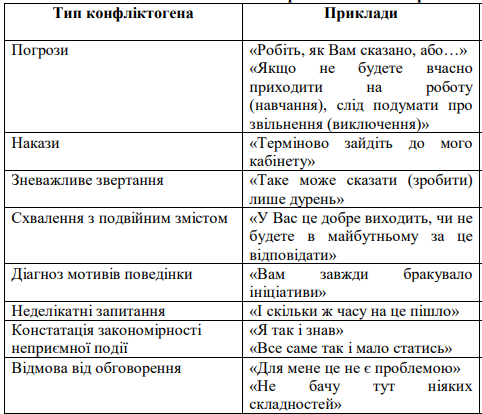 Тип конфліктогена Приклади
Погрози «Робіть, як Вам сказано, або…»
«Якщо не будете вчасно
приходити на роботу
(навчання), слід подумати про
звільнення (виключення)»
Накази «Терміново зайдіть до мого
кабінету»
Зневажливе звертання «Таке може сказати (зробити)
лише дурень»
Схвалення з подвійним змістом «У Вас це добре виходить, чи не
будете в майбутньому за це
відповідати»
Діагноз мотивів поведінки «Вам завжди бракувало
ініціативи»
Неделікатні запитання «І скільки ж часу на це пішло»
Констатація закономірності «Я так і знав»
неприємної події «Все саме так і мало статись»
Відмова від обговорення «Для мене це не є проблемою»
«Не бачу тут ніяких
складностей»